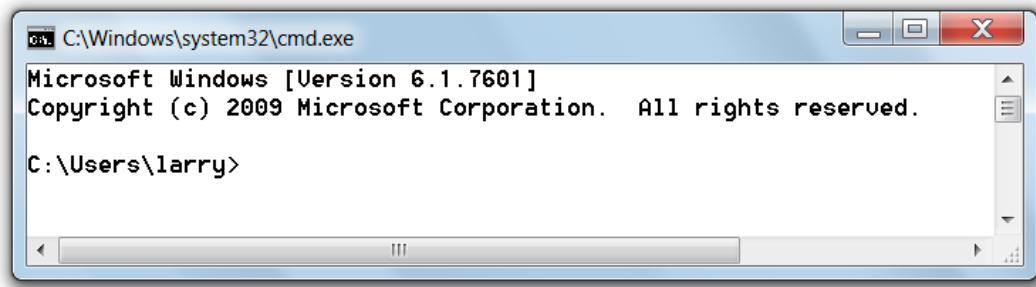 C:\Windows\system32\cmd.exe
Microsoft Windows [Version 6.1.7601]
Copyright (c) 2009 Microsoft Corporation.  All rights reserved.
C:\Users\larry>